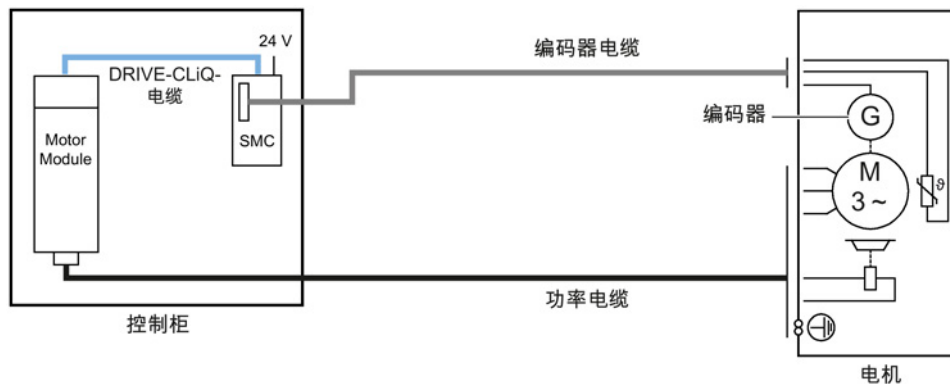 24 V
编码器电缆
DRIVE-CLiQ-
电缆
Motor
Module
SMC
编码器
G
M
3 ~
ϑ
功率电缆
控制柜
电机